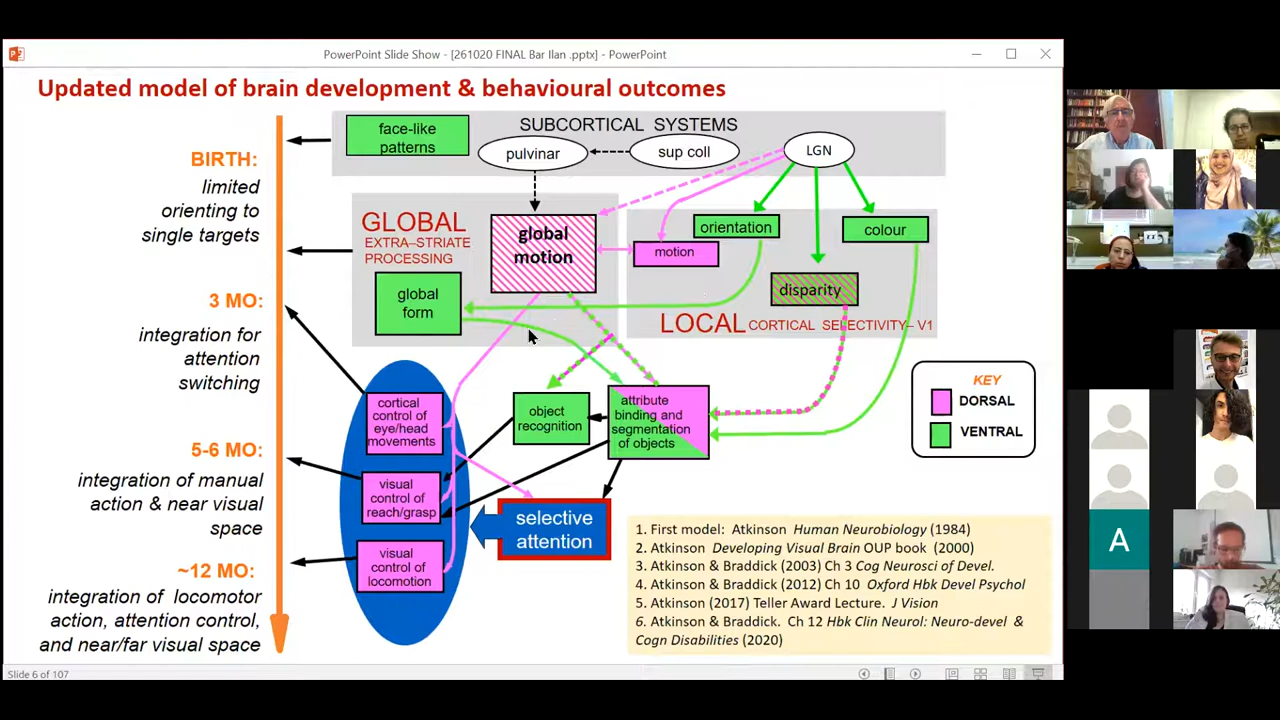 PowerPoint Slide Show - [261020 FINAL Bar Ilan .pptx] - PowerPoint
Updated model of brain development & behavioural outcomes
BIRTH:
limited
orienting to
single targets
3 MO:
integration for
attention
switching
5-6 MO:
integration of manual
action & near visual
space
~12 MO:
integration of locomotor
action, attention control,
and near/far visual space
face-like
patterns
SUBCORTICAL SYSTEMS
pulvinar
sup coll
LGN
GLOBAL
EXTRA–STRIATE
PROCESSING
global
motion
global
form
motion
orientation
colour
disparity
LOCAL CORTICAL SELECTIVITY– V1
cortical
control of
eye/head
movements
visual
control of
reach/grasp
visual
control of
locomotion
object
recognition
attribute
binding and
segmentation
of objects
selective
attention
KEY
DORSAL
VENTRAL
1. First model: Atkinson Human Neurobiology (1984)
2. Atkinson Developing Visual Brain OUP book (2000)
3. Atkinson & Braddick (2003) Ch 3 Cog Neurosci of Devel.
4. Atkinson & Braddick (2012) Ch 10 Oxford Hbk Devel Psychol
5. Atkinson (2017) Teller Award Lecture. J Vision
6. Atkinson & Braddick. Ch 12 Hbk Clin Neurol: Neuro-devel &
Cogn Disabilities (2020)
Slide 6 of 107
A